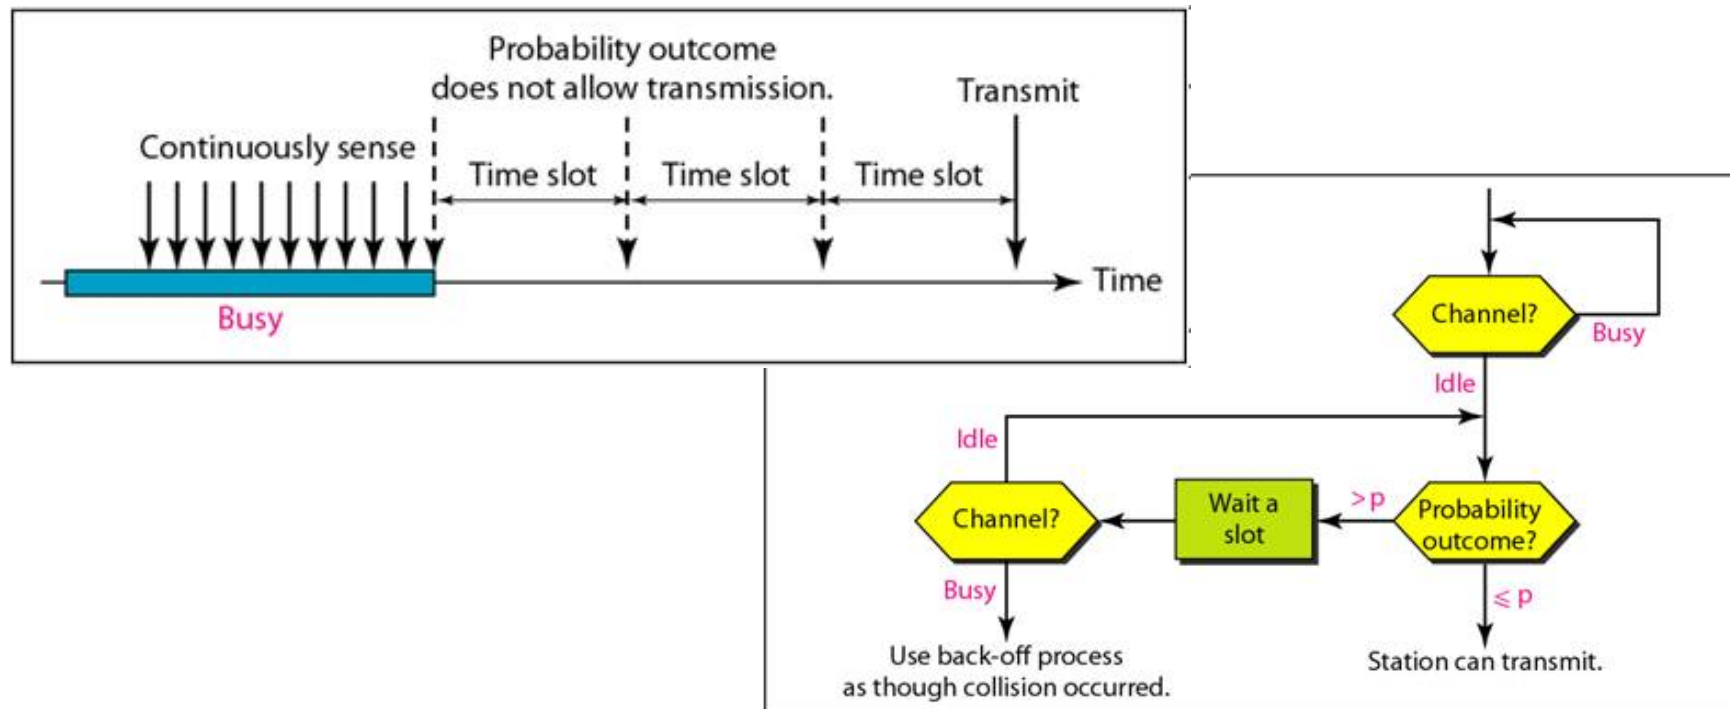 Probability outcome
does not allow transmission.
Transmit
Continuously sense
Time slot
Time slot
Time slot
Time
Busy
Channel?
Busy
Idle
Idle
Channel?
Wait a
slot
>p
Probability
outcome?
Busy
⩽ p
Use back-off process
as though collision occurred.
Station can transmit.